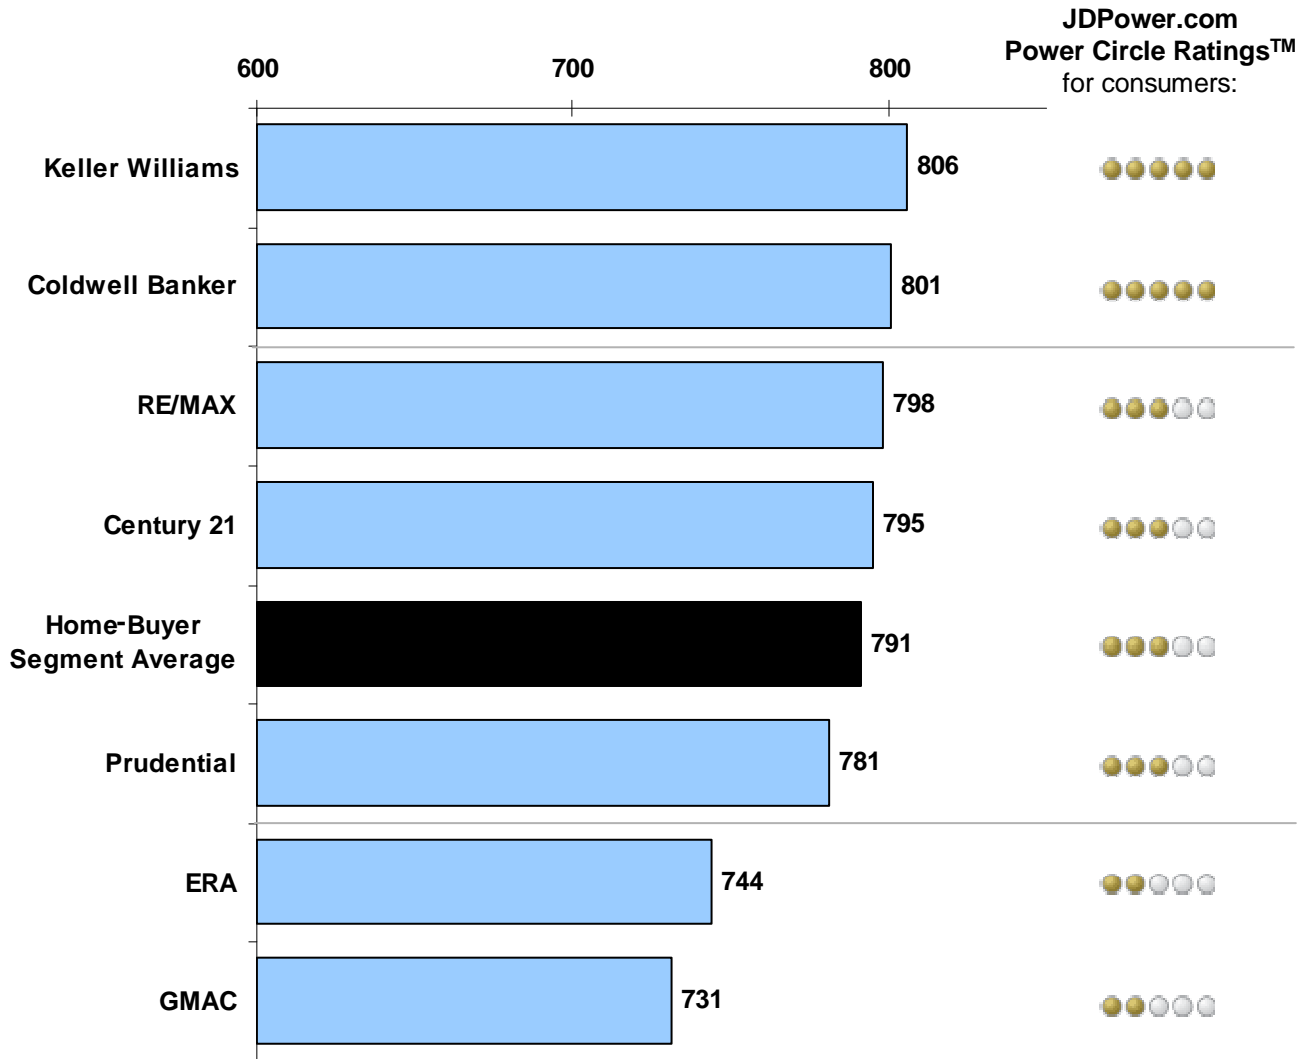 JDPower.com
Power Circle Ratings™
for consumers:
600 700 800
Keller Williams 806
Coldwell Banker 801
RE/MAX 798
Century 21 795
Home-Buyer
Segment Average 791
Prudential 781
ERA 744
GMAC 731